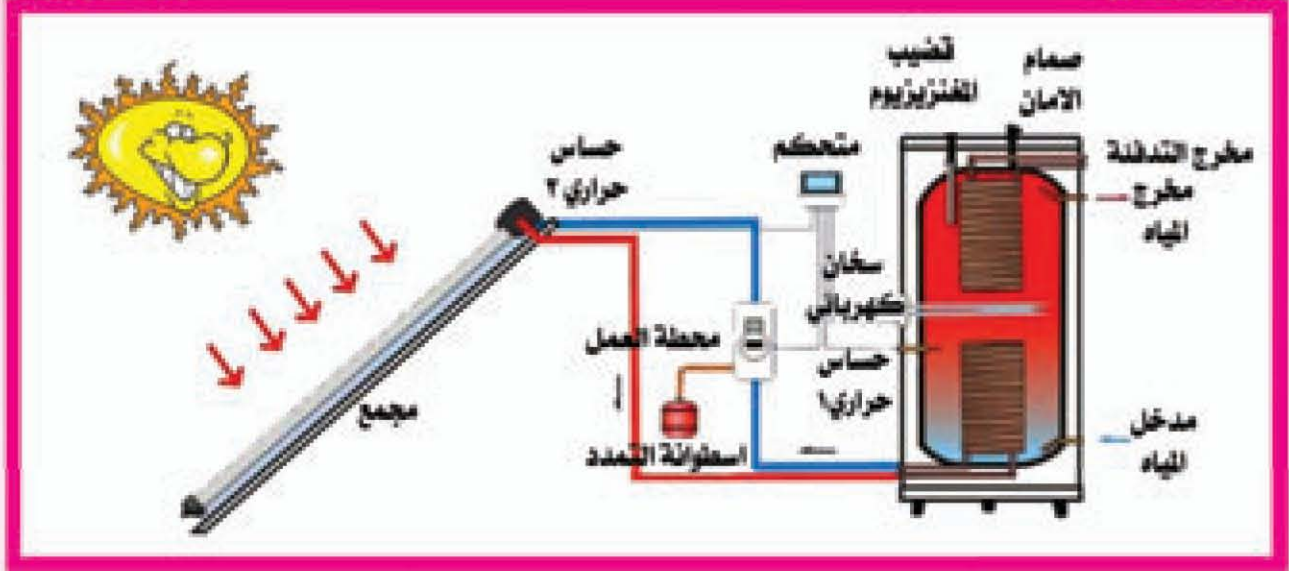 صمام
الامان
قضيب
المغنزيزيوم
مخرج التدفئة
مخرج
المياه
متحكم
حساس
حراري ٢
سخان
كهربائي
محطة العمل
حساس
حراري١
مجمع
اسطوانة التمدد
مدخل
المياه